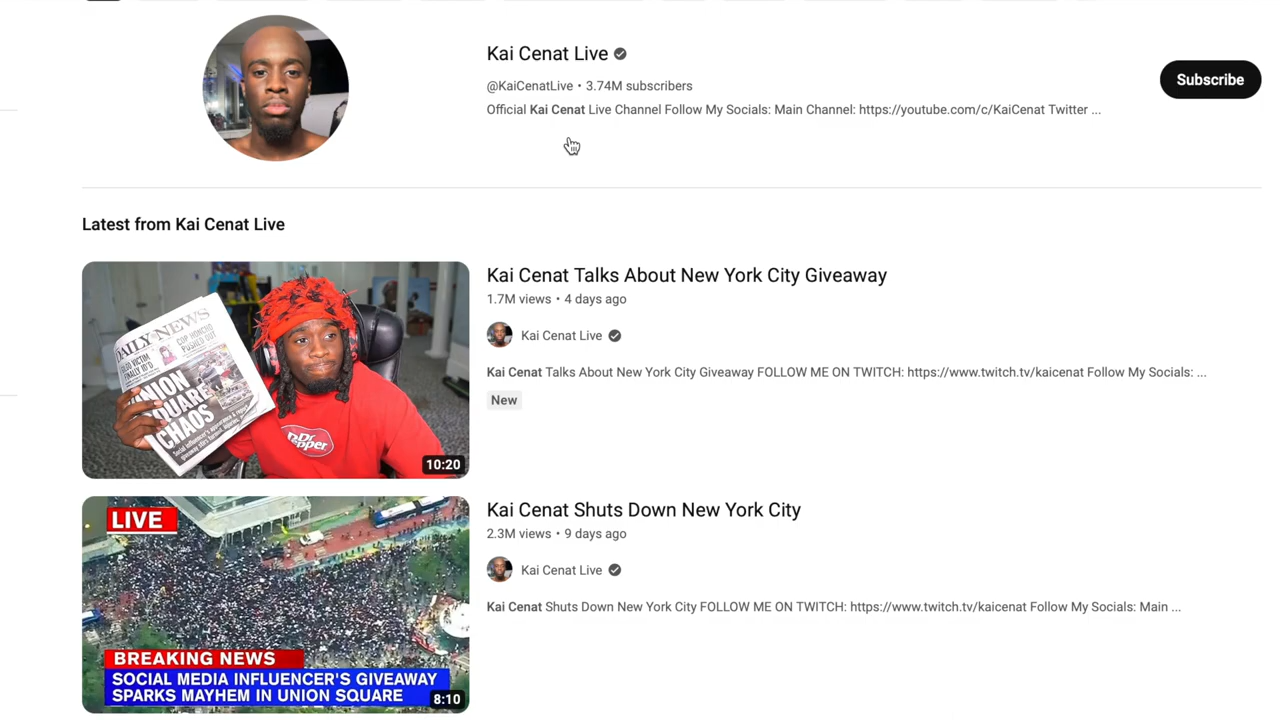 Kai Cenat Live
@KaiCenatLive • 3.74M subscribers
Subscribe
Official Kai Cenat Live Channel Follow My Socials: Main Channel: https://youtube.com/c/KaiCenat Twitter ...
Latest from Kai Cenat Live
DAILY NEWS
COP HONCHO
PUSHED OUT
UNION
SQUARE
CHAOS
Dr Pepper
10:20
Kai Cenat Talks About New York City Giveaway
1.7M views • 4 days ago
Kai Cenat Live
Kai Cenat Talks About New York City Giveaway FOLLOW ME ON TWITCH: https://www.twitch.tv/kaicenat Follow My Socials: ...
New
LIVE
BREAKING NEWS
SOCIAL MEDIA INFLUENCER'S GIVEAWAY
SPARKS MAYHEM IN UNION SQUARE
8:10
Kai Cenat Shuts Down New York City
2.3M views • 9 days ago
Kai Cenat Live
Kai Cenat Shuts Down New York City FOLLOW ME ON TWITCH: https://www.twitch.tv/kaicenat Follow My Socials: Main ...